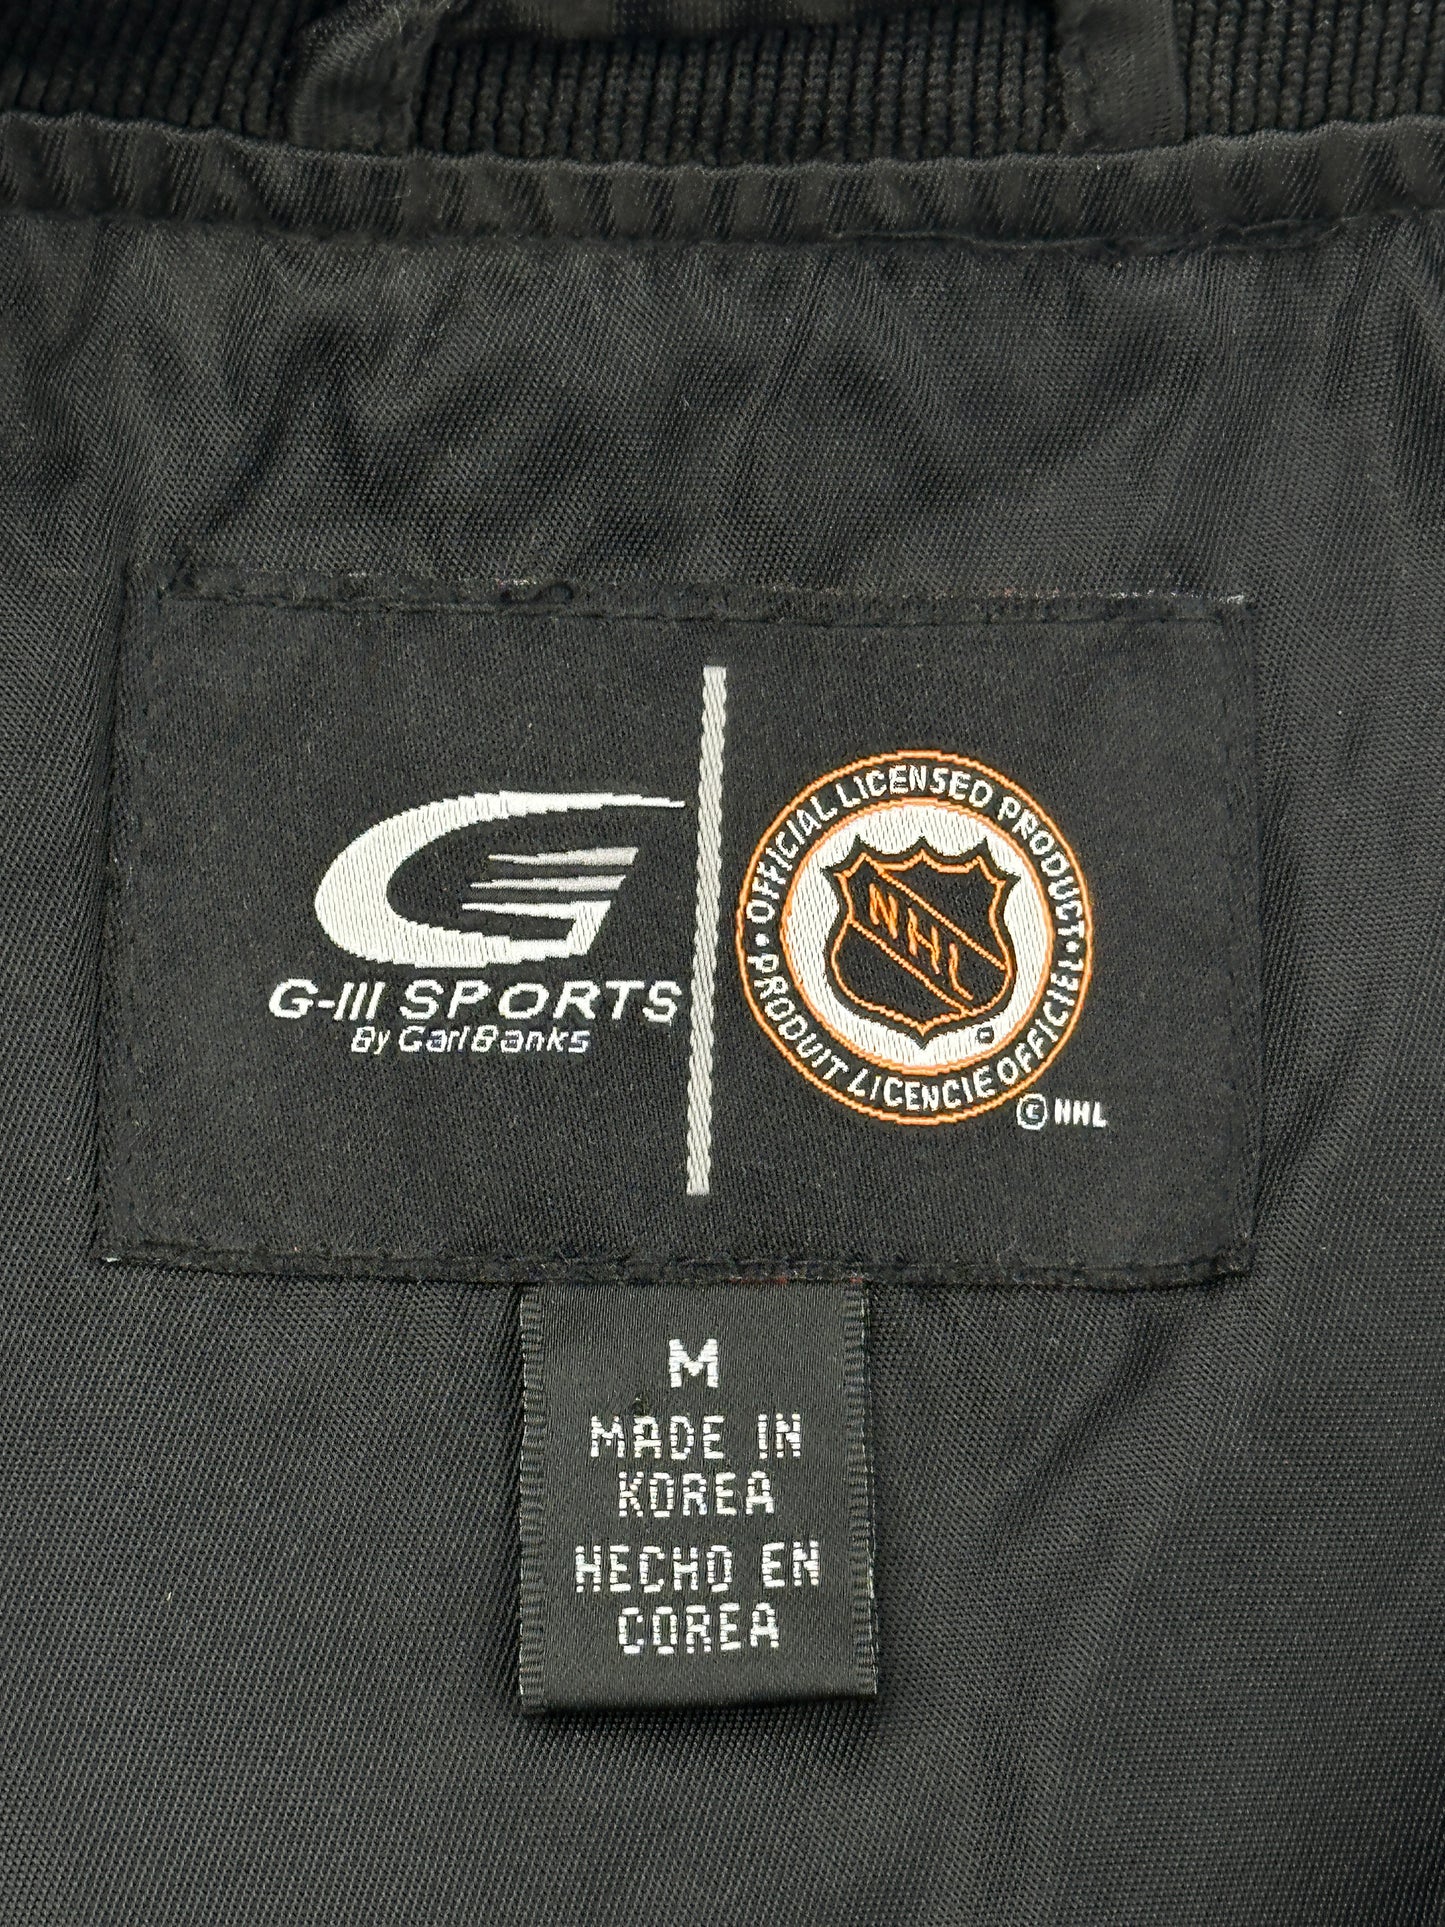 G-III SPORTS
By Carl Banks
OFFICIAL LICENSED PRODUCT
• PRODUIT LICENCIE OFFICIEL •
NHL
© NHL
M
MADE IN
KOREA
HECHO EN
COREA